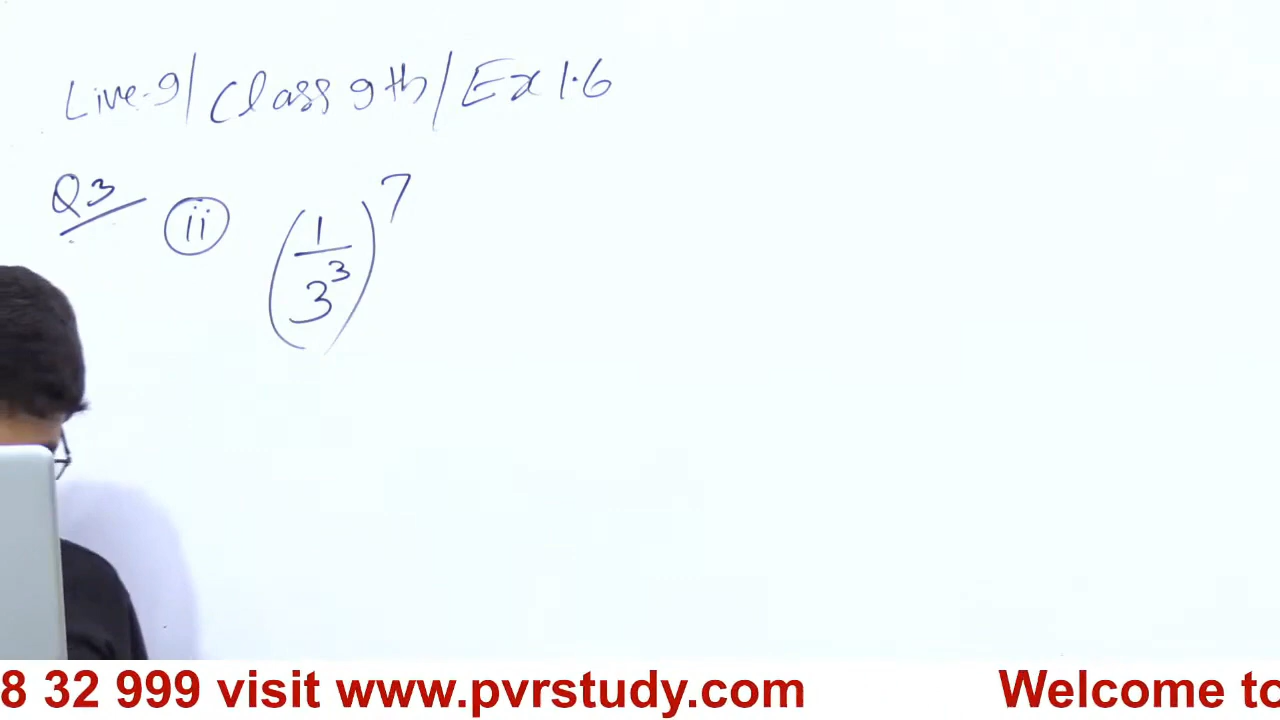 Live-9/Class 9th/Ex 1.6
Q3 (ii) (1/3^3)^7
8 32 999 visit www.pvrstudy.com Welcome to